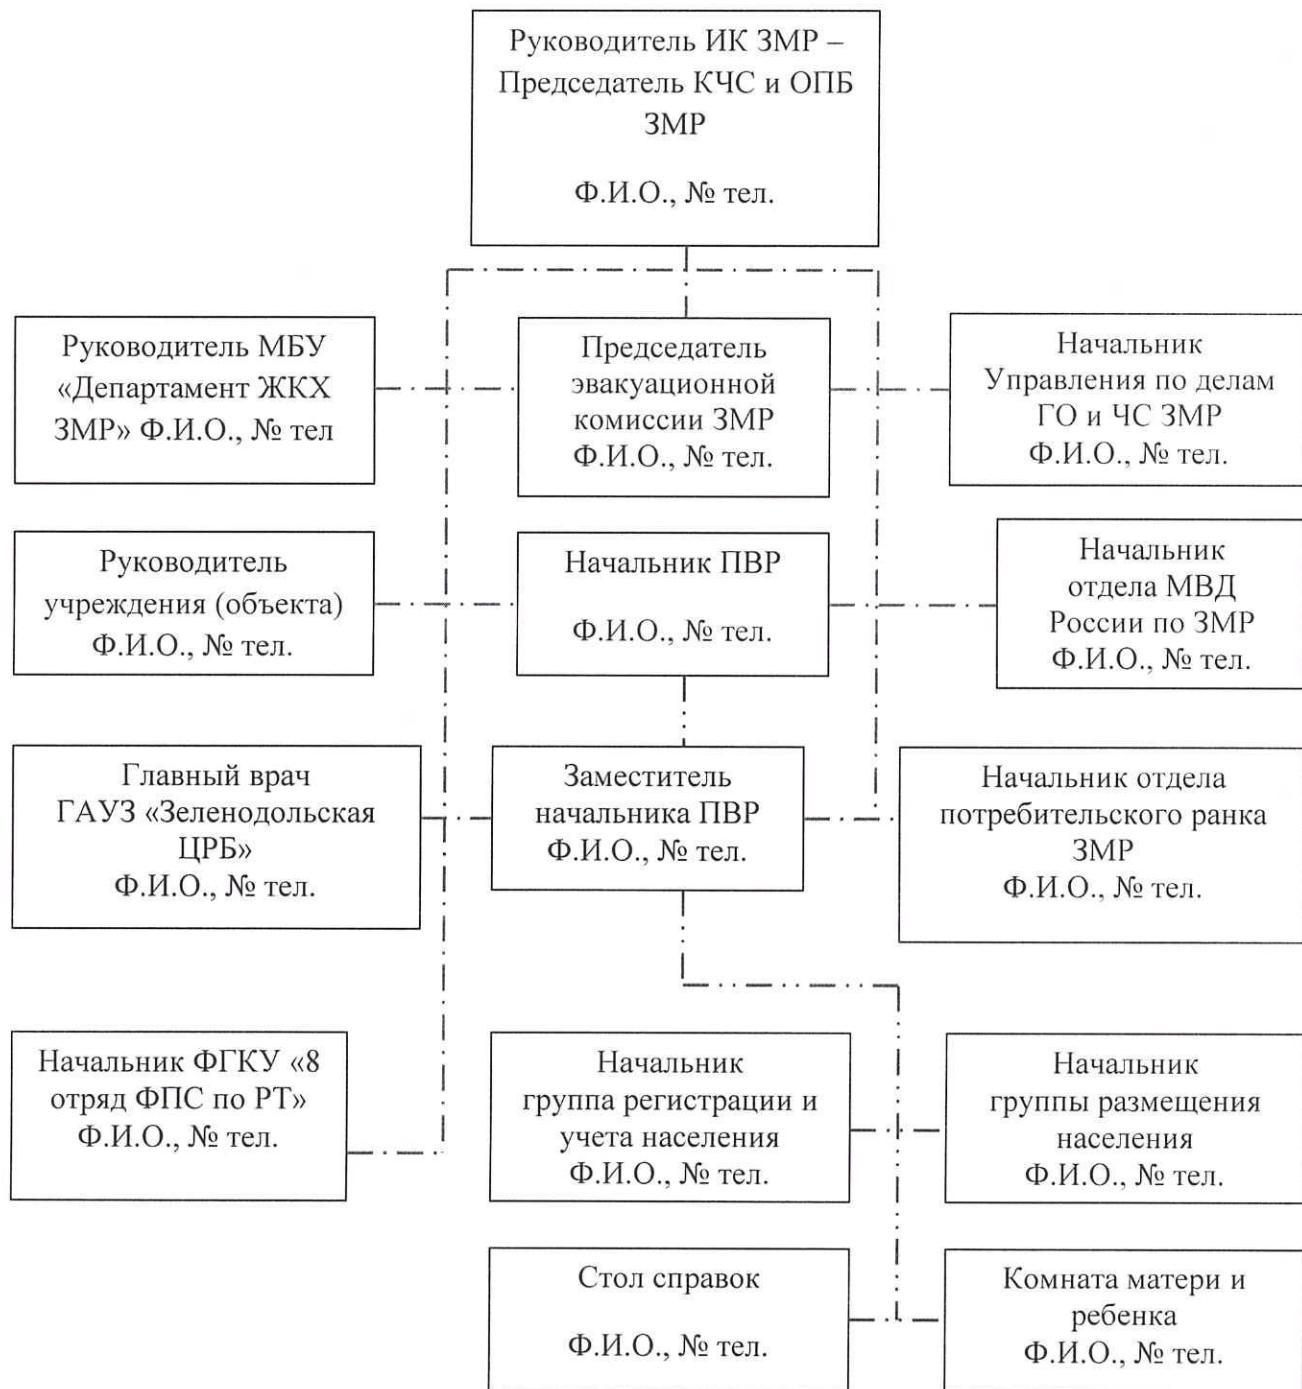 Руководитель ИК ЗМР –
Председатель КЧС и ОПБ
ЗМР
Ф.И.О., № тел.
Руководитель МБУ
«Департамент ЖКХ
ЗМР» Ф.И.О., № тел
Председатель
эвакуационной
комиссии ЗМР
Ф.И.О., № тел.
Начальник
Управления по делам
ГО и ЧС ЗМР
Ф.И.О., № тел.
Руководитель
учреждения (объекта)
Ф.И.О., № тел.
Начальник ПВР
Ф.И.О., № тел.
Начальник
отдела МВД
России по ЗМР
Ф.И.О., № тел.
Главный врач
ГАУЗ «Зеленодольская
ЦРБ»
Ф.И.О., № тел.
Заместитель
начальника ПВР
Ф.И.О., № тел.
Начальник отдела
потребительского ранка
ЗМР
Ф.И.О., № тел.
Начальник ФГКУ «8
отряд ФПС по РТ»
Ф.И.О., № тел.
Начальник
группа регистрации и
учета населения
Ф.И.О., № тел.
Начальник
группы размещения
населения
Ф.И.О., № тел.
Стол справок
Ф.И.О., № тел.
Комната матери и
ребенка
Ф.И.О., № тел.